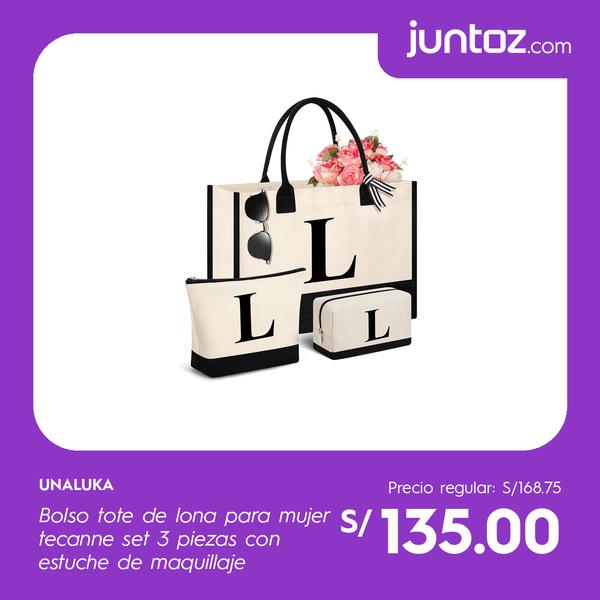 juntoz.com
L
L
L
UNALUKA
Precio regular: S/168.75
Bolso tote de lona para mujer
tecanne set 3 piezas con
estuche de maquillaje
S/135.00